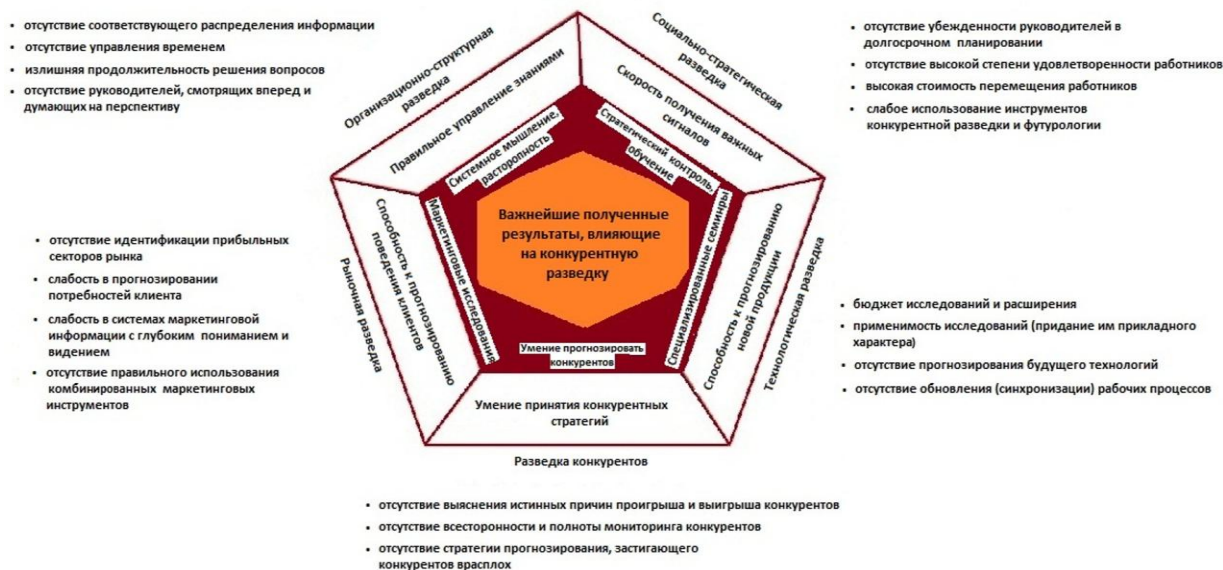 • отсутствие соответствующего распределения информации
• отсутствие управления временем
• излишняя продолжительность решения вопросов
• отсутствие руководителей, смотрящих вперед и
думающих на перспективу
Организационно-структурная
разведка
Правильное управление знаниями
Системное мышление,
расторопность
Социально-стратегическая
разведка
Скорость получения важных
сигналов
Стратегический контроль,
обучение
• отсутствие убежденности руководителей в
долгосрочном планировании
• отсутствие высокой степени удовлетворенности работников
• высокая стоимость перемещения работников
• слабое использование инструментов
конкурентной разведки и футурологии
Важнейшие полученные
результаты, влияющие
на конкурентную
разведку
• отсутствие идентификации прибыльных
секторов рынка
• слабость в прогнозировании
потребностей клиента
• слабость в системах маркетинговой
информации с глубоким пониманием и
видением
• отсутствие правильного использования
комбинированных маркетинговых
инструментов
Рыночная разведка
Способность к прогнозированию
поведения клиентов
Маркетинговые исследования
Специализированные семинры
Способность к прогнозированию
новой продукции
Технологическая разведка
• бюджет исследований и расширения
• применимость исследований (придание им прикладного
характера)
• отсутствие прогнозирования будущего технологий
• отсутствие обновления (синхронизации) рабочих процессов
Умение прогнозировать
конкурентов
Умение принятия конкурентных
стратегий
Разведка конкурентов
• отсутствие выяснения истинных причин проигрыша и выигрыша конкурентов
• отсутствие всесторонности и полноты мониторинга конкурентов
• отсутствие стратегии прогнозирования, застигающего
конкурентов врасплох